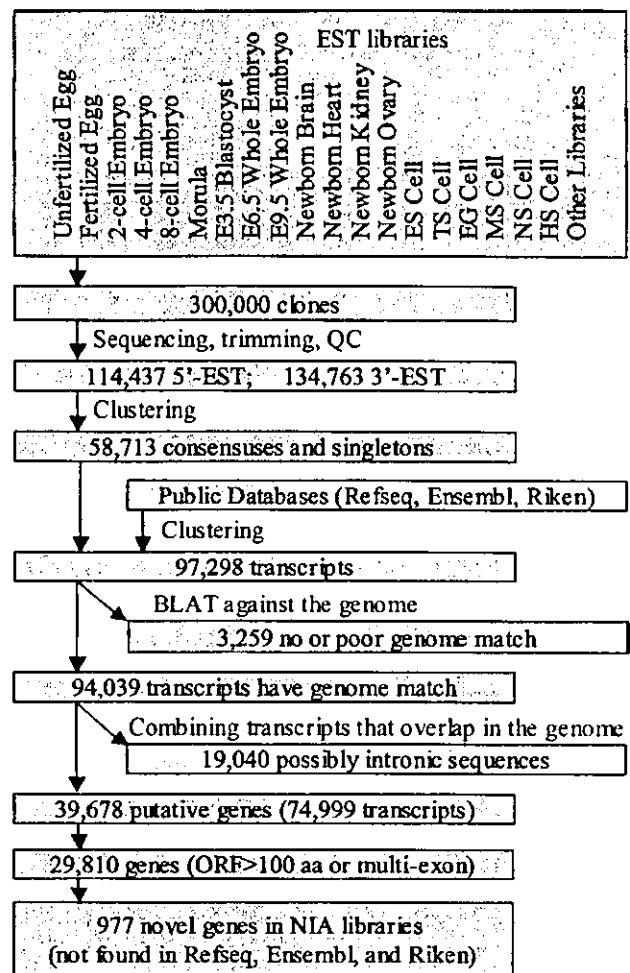 EST libraries
Unfertilized Egg
Fertilized Egg
2-cell Embryo
4-cell Embryo
8-cell Embryo
Morula
E3.5 Blastocyst
E6.5 Whole Embryo
E9.5 Whole Embryo
Newborn Brain
Newborn Heart
Newborn Kidney
Newborn Ovary
ES Cell
TS Cell
EG Cell
MS Cell
NS Cell
HS Cell
Other Libraries
300,000 clones
Sequencing, trimming, QC
114,437 5'-EST; 134,763 3'-EST
Clustering
58,713 consensuses and singletons
Public Databases (Refseq, Ensembl, Riken)
Clustering
97,298 transcripts
BLAT against the genome
3,259 no or poor genome match
94,039 transcripts have genome match
Combining transcripts that overlap in the genome
19,040 possibly intronic sequences
39,678 putative genes (74,999 transcripts)
29,810 genes (ORF>100 aa or multi-exon)
977 novel genes in NIA libraries
(not found in Refseq, Ensembl, and Riken)